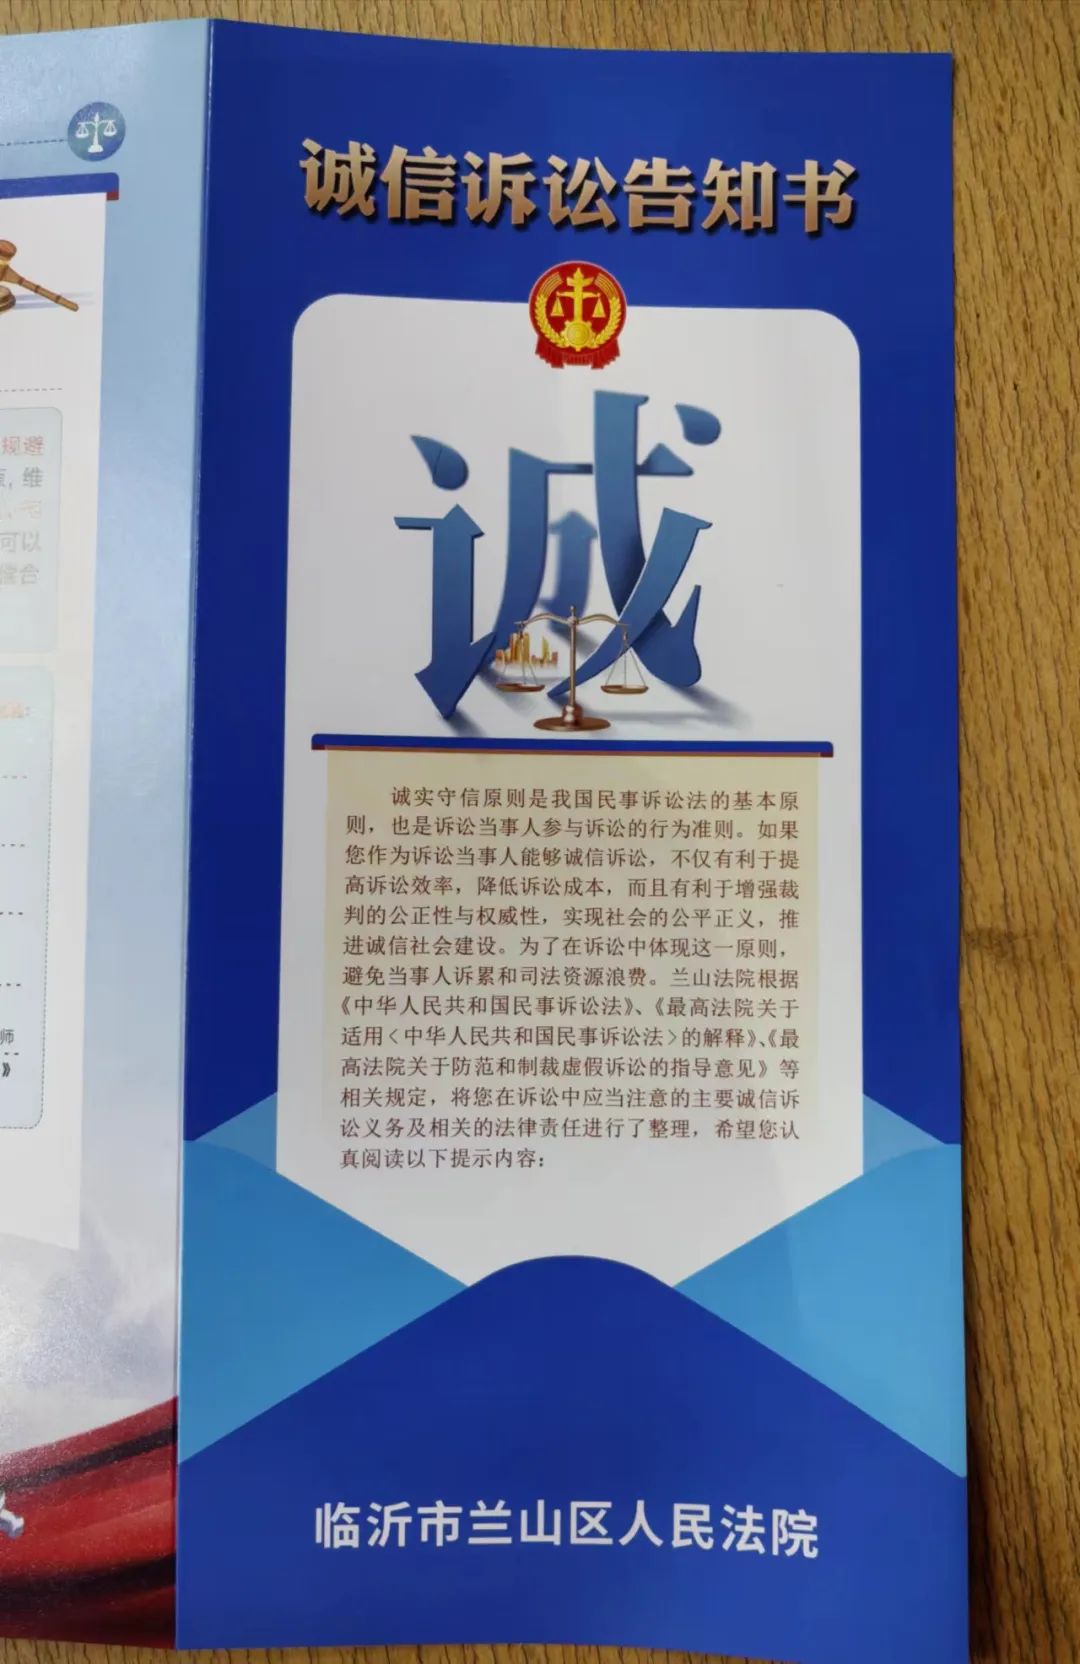 诚信诉讼告知书
诚
诚实守信原则是我国民事诉讼法的基本原
则，也是诉讼当事人参与诉讼的行为准则。如果
您作为诉讼当事人能够诚信诉讼，不仅有利于提
高诉讼效率，降低诉讼成本，而且有利于增强裁
判的公正性与权威性，实现社会的公平正义，推
进诚信社会建设。为了在诉讼中体现这一原则，
避免当事人诉累和司法资源浪费。兰山法院根据
《中华人民共和国民事诉讼法》、《最高法院关于
适用〈中华人民共和国民事诉讼法〉的解释》、《最
高法院关于防范和制裁虚假诉讼的指导意见》等
相关规定，将您在诉讼中应当注意的主要诚信诉
讼义务及相关的法律责任进行了整理，希望您认
真阅读以下提示内容：
临沂市兰山区人民法院
规避
，维
可以
合
师
》